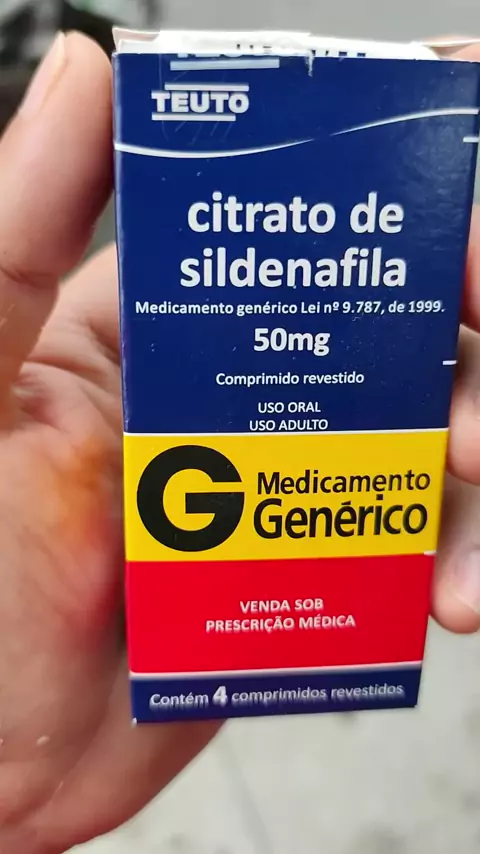 TEUTO
citrato de
sildenafila
Medicamento genérico Lei nº 9.787, de 1999.
50mg
Comprimido revestido
USO ORAL
USO ADULTO
G Medicamento
Genérico
VENDA SOB
PRESCRIÇÃO MÉDICA
Contém 4 comprimidos revestidos